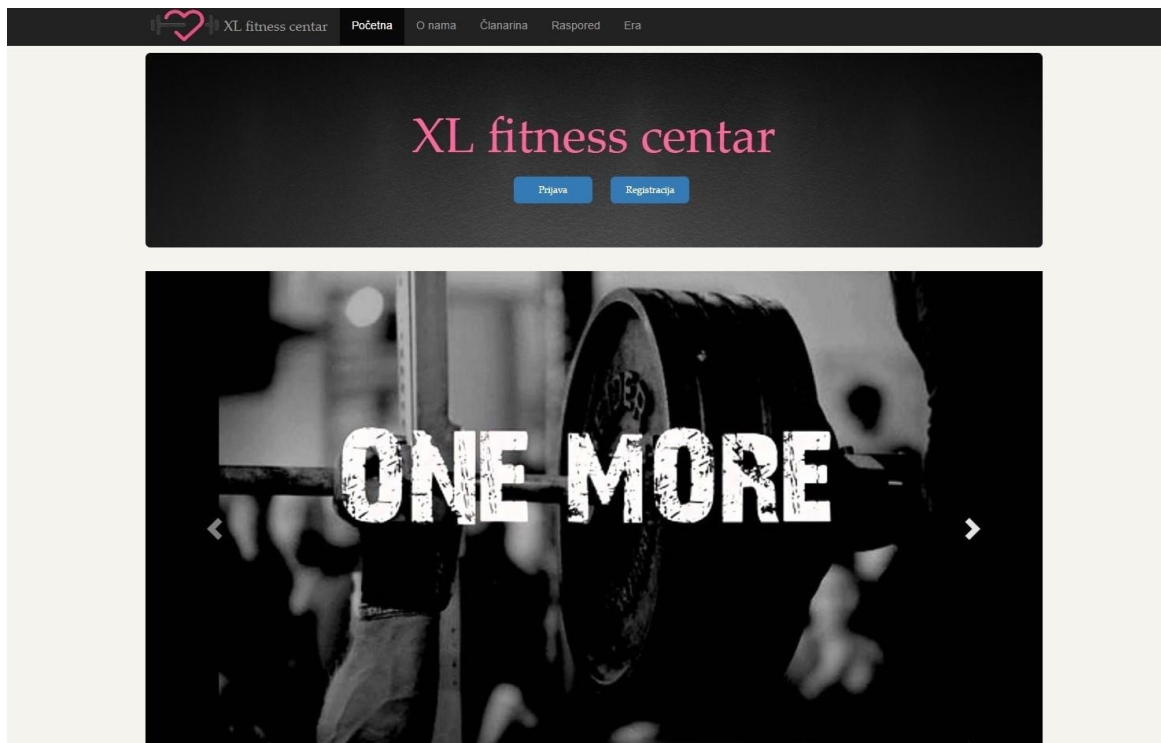 XL fitness centar
Početna
O nama
Članarina
Raspored
Era
XL fitness centar
Prijava
Registracija
ONE MORE